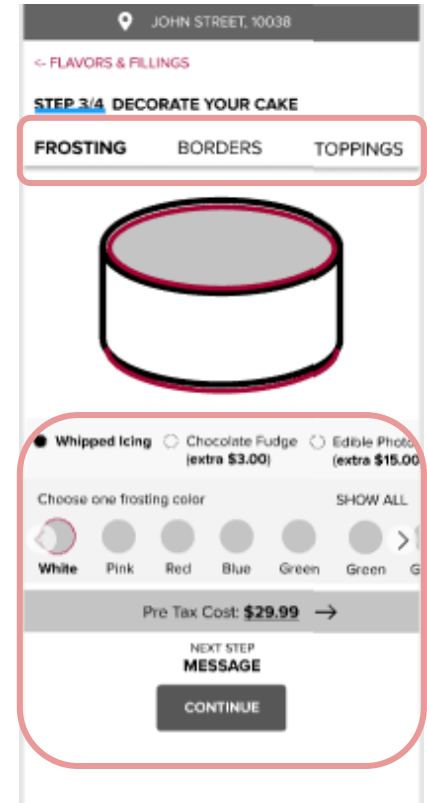 JOHN STREET, 10038
<- FLAVORS & FILLINGS
STEP 3/4 DECORATE YOUR CAKE
FROSTING BORDERS TOPPINGS
Whipped Icing Chocolate Fudge Edible Photo
(extra $3.00) (extra $15.00
Choose one frosting color SHOW ALL
White Pink Red Blue Green Green G
Pre Tax Cost: $29.99 →
NEXT STEP
MESSAGE
CONTINUE